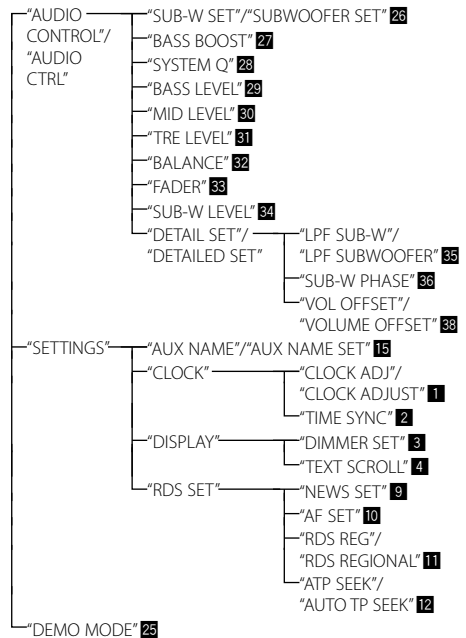 “AUDIO CONTROL”/ “AUDIO CTRL”
“SUB-W SET”/“SUBWOOFER SET” 26
“BASS BOOST” 27
“SYSTEM Q” 28
“BASS LEVEL” 29
“MID LEVEL” 30
“TRE LEVEL” 31
“BALANCE” 32
“FADER” 33
“SUB-W LEVEL” 34
“DETAIL SET”/
“DETAILED SET”
“LPF SUB-W”/
“LPF SUBWOOFER” 35
“SUB-W PHASE” 36
“VOL OFFSET”/
“VOLUME OFFSET” 38
“SETTINGS”
“AUX NAME”/“AUX NAME SET” 15
“CLOCK”
“CLOCK ADJ”/
“CLOCK ADJUST” 1
“TIME SYNC” 2
“DISPLAY”
“DIMMER SET” 3
“TEXT SCROLL” 4
“RDS SET”
“NEWS SET” 9
“AF SET” 10
“RDS REG”/
“RDS REGIONAL” 11
“ATP SEEK”/
“AUTO TP SEEK” 12
“DEMO MODE” 25